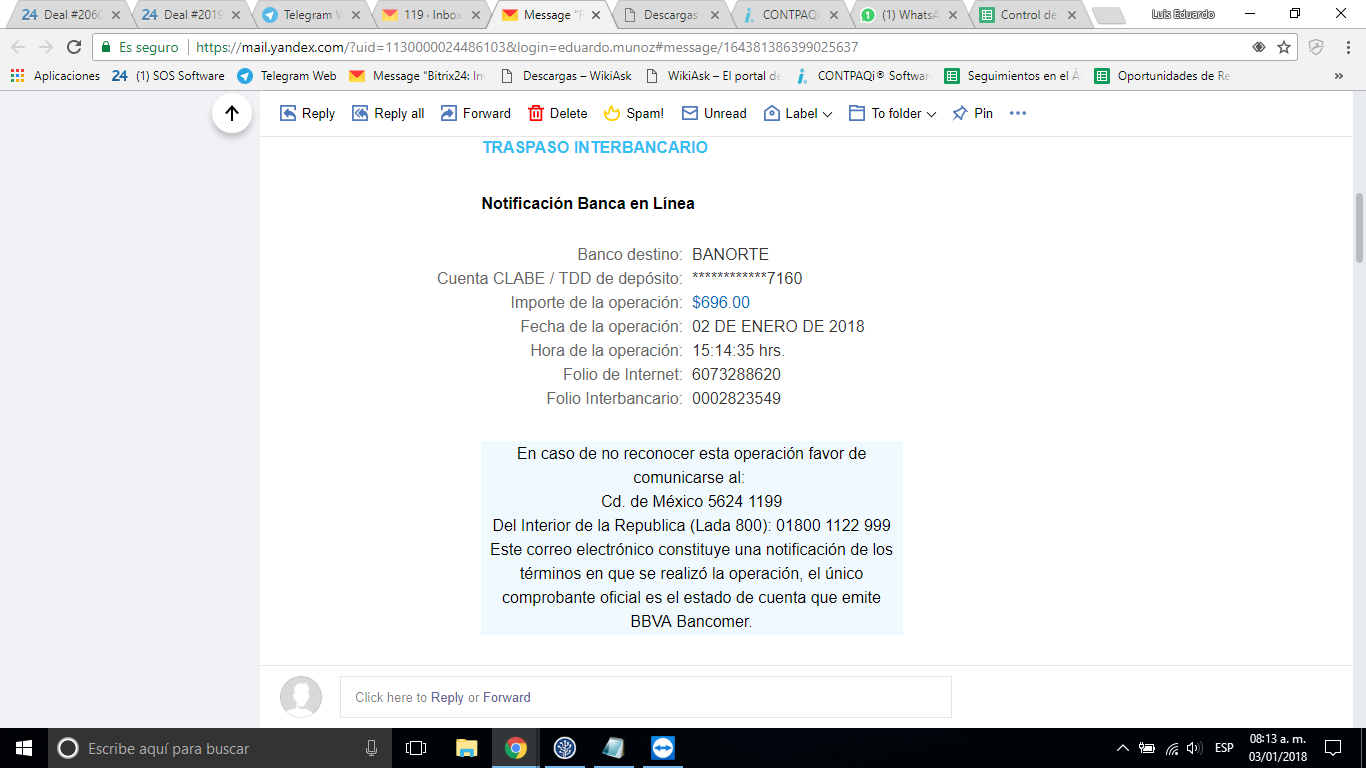 24 Deal #2060
24 Deal #2019
Telegram W
119 · Inbox
Message "F
Descargas
CONTPAQi
(1) WhatsA
Control de
Luis Eduardo
Es seguro
https://mail.yandex.com/?uid=1130000024486103&login=eduardo.munoz#message/164381386399025637
Aplicaciones
24 (1) SOS Software
Telegram Web
Message "Bitrix24: In
Descargas – WikiAsk
WikiAsk – El portal de
CONTPAQi® Softwar
Seguimientos en el Á
Oportunidades de Re
»
Reply
Reply all
Forward
Delete
Spam!
Unread
Label
To folder
Pin
TRASPASO INTERBANCARIO
Notificación Banca en Línea
Banco destino: BANORTE
Cuenta CLABE / TDD de depósito: ************7160
Importe de la operación: $696.00
Fecha de la operación: 02 DE ENERO DE 2018
Hora de la operación: 15:14:35 hrs.
Folio de Internet: 6073288620
Folio Interbancario: 0002823549
En caso de no reconocer esta operación favor de
comunicarse al:
Cd. de México 5624 1199
Del Interior de la Republica (Lada 800): 01800 1122 999
Este correo electrónico constituye una notificación de los
términos en que se realizó la operación, el único
comprobante oficial es el estado de cuenta que emite
BBVA Bancomer.
Click here to Reply or Forward
Escribe aquí para buscar
ESP
08:13 a. m.
03/01/2018